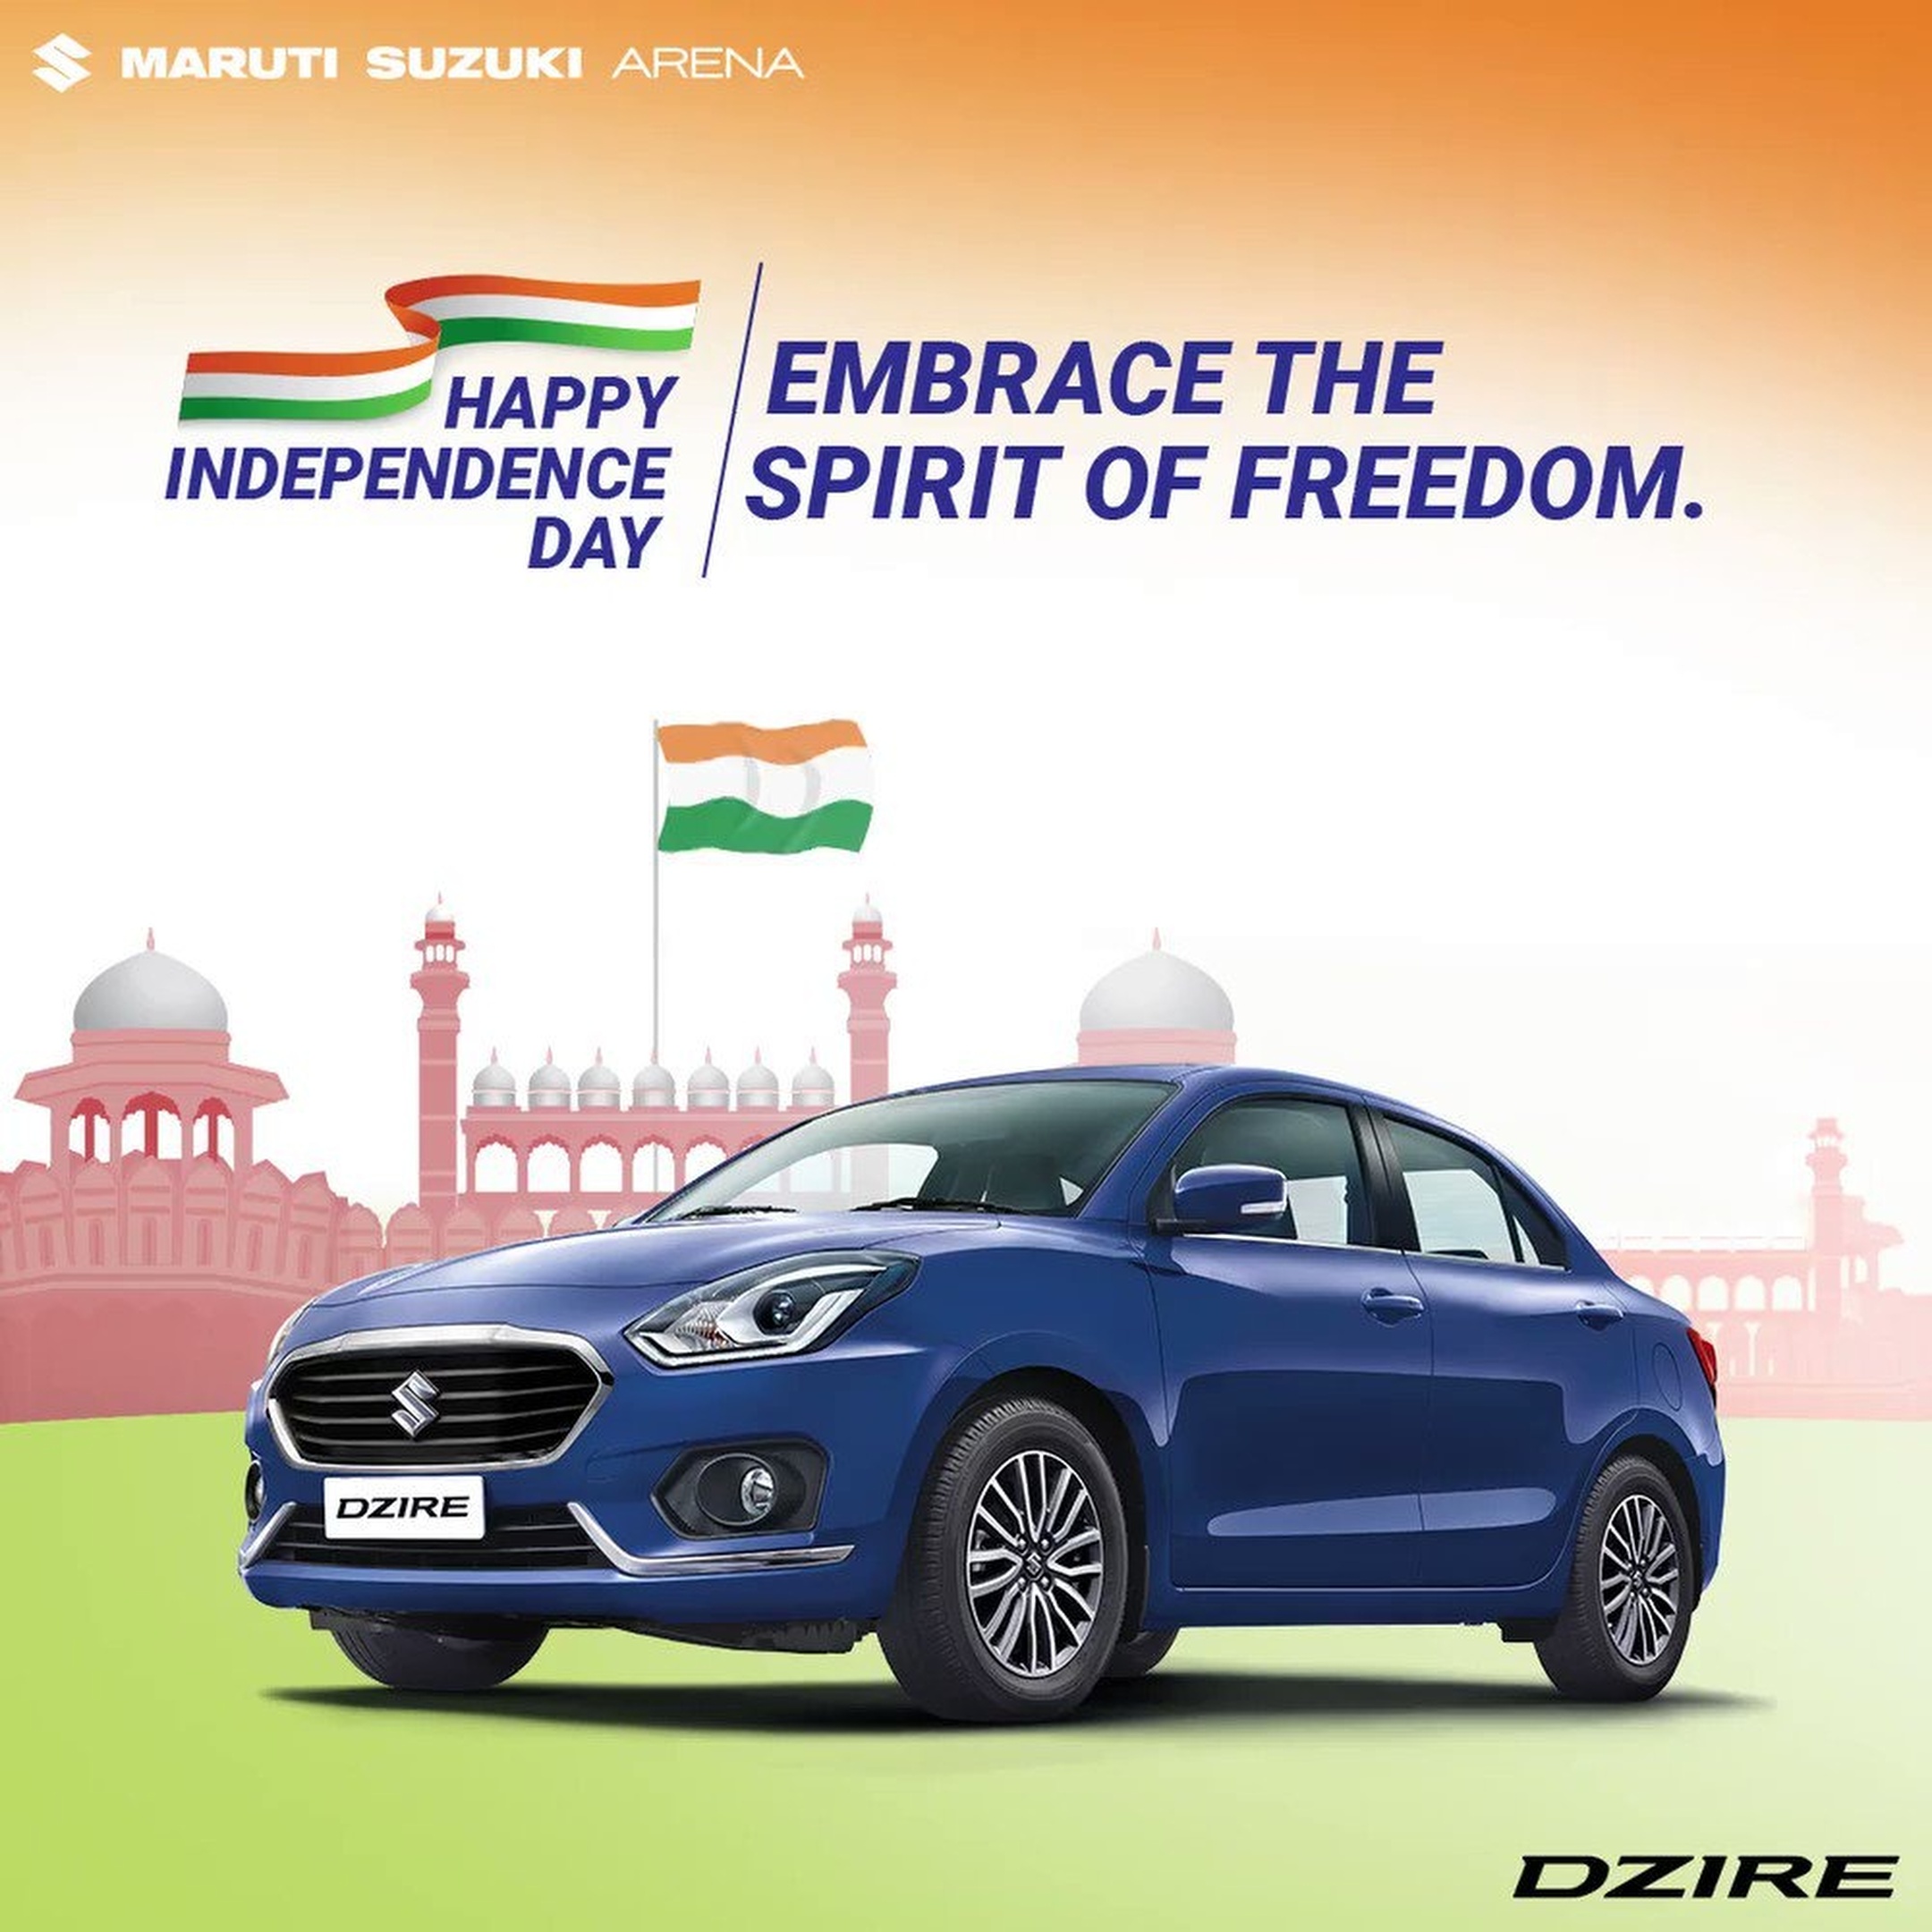 MARUTI SUZUKI ARENA
HAPPY
INDEPENDENCE
DAY
EMBRACE THE
SPIRIT OF FREEDOM.
DZIRE
DZIRE